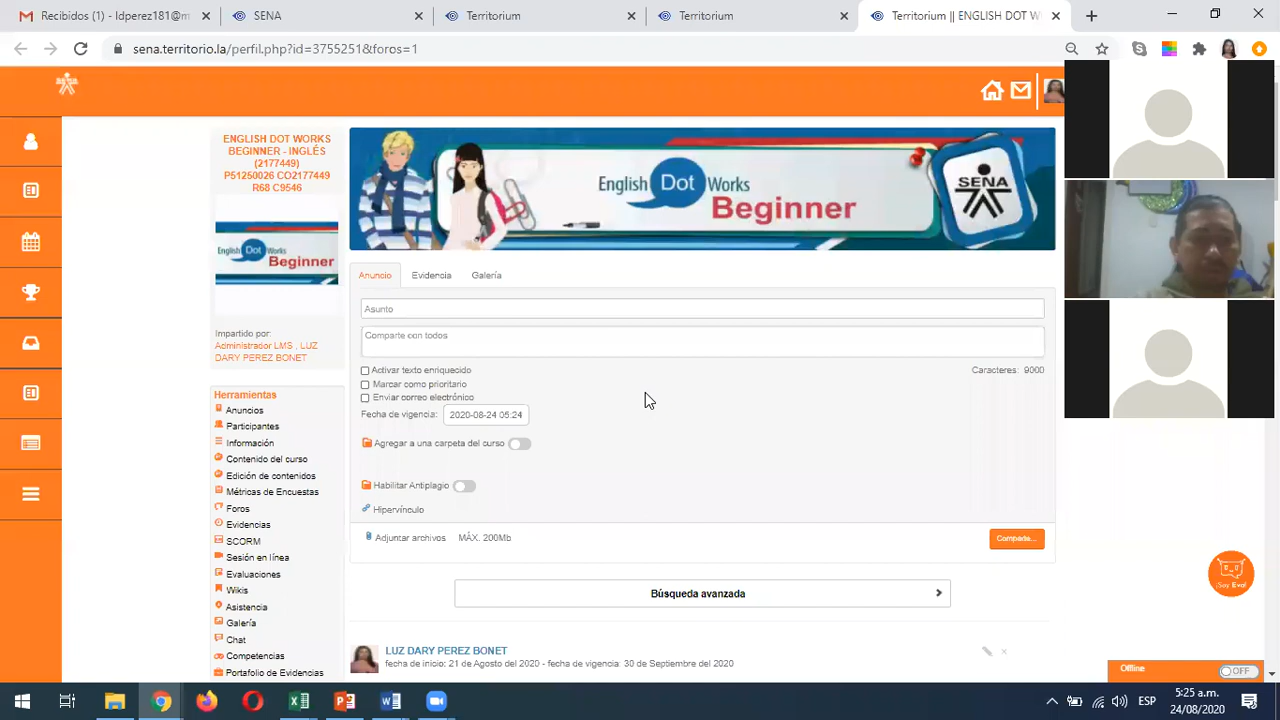 Recibidos (1) - ldperez181@m
SENA
Territorium
Territorium
Territorium || ENGLISH DOT W
sena.territorio.la/perfil.php?id=3755251&foros=1
ENGLISH DOT WORKS
BEGINNER - INGLÉS
(2177449)
P51250026 CO2177449
R68 C9546
English Dot Works
Beginner
SENA
English Dot Works
Beginner
Impartido por:
Administrador LMS , LUZ
DARY PEREZ BONET
Herramientas
Anuncios
Participantes
Información
Contenido del curso
Edición de contenidos
Métricas de Encuestas
Foros
Evidencias
SCORM
Sesión en línea
Evaluaciones
Wikis
Asistencia
Galería
Chat
Competencias
Portafolio de Evidencias
Anuncio
Evidencia
Galería
Asunto
Comparte con todos
Activar texto enriquecido
Caracteres: 9000
Marcar como prioritario
Enviar correo electrónico
Fecha de vigencia: 2020-08-24 05:24
Agregar a una carpeta del curso
Habilitar Antiplagio
Hipervínculo
Adjuntar archivos MÁX. 200Mb
Comparte...
Búsqueda avanzada
LUZ DARY PEREZ BONET
fecha de inicio: 21 de Agosto del 2020 - fecha de vigencia 30 de Septiembre del 2020
¡Soy Eva!
Offline
OFF
ESP
5:25 a.m.
24/08/2020